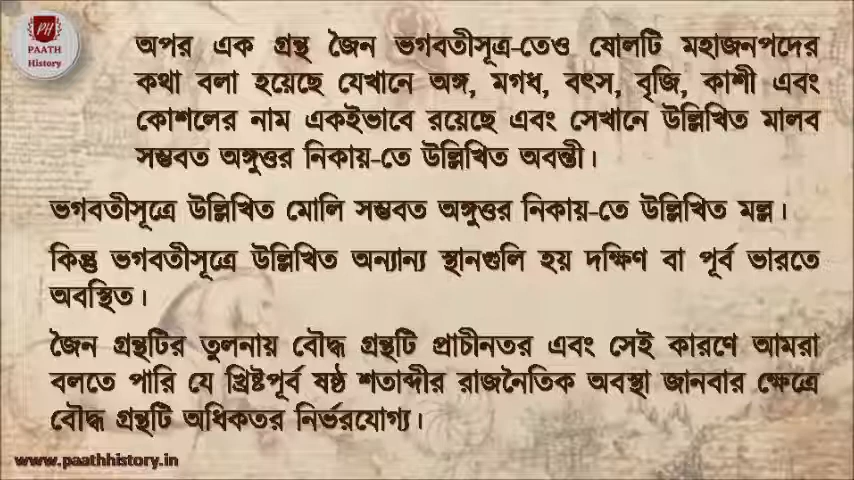 PH
PAATH
History
অপর এক গ্রন্থ জৈন ভগবতীসূত্র-তেও ষোলটি মহাজনপদের
কথা বলা হয়েছে যেখানে অঙ্গ, মগধ, বৎস, বৃজি, কাশী এবং
কোশলের নাম একইভাবে রয়েছে এবং সেখানে উল্লিখিত মালব
সম্ভবত অঙ্গুত্তর নিকায়-তে উল্লিখিত অবন্তী।
ভগবতীসূত্রে উল্লিখিত মোলি সম্ভবত অঙ্গুত্তর নিকায়-তে উল্লিখিত মল্ল।
কিন্তু ভগবতীসূত্রে উল্লিখিত অন্যান্য স্থানগুলি হয় দক্ষিণ বা পূর্ব ভারতে
অবস্থিত।
জৈন গ্রন্থটির তুলনায় বৌদ্ধ গ্রন্থটি প্রাচীনতর এবং সেই কারণে আমরা
বলতে পারি যে খ্রিষ্টপূর্ব ষষ্ঠ শতাব্দীর রাজনৈতিক অবস্থা জানবার ক্ষেত্রে
বৌদ্ধ গ্রন্থটি অধিকতর নির্ভরযোগ্য।
www.paathhistory.in